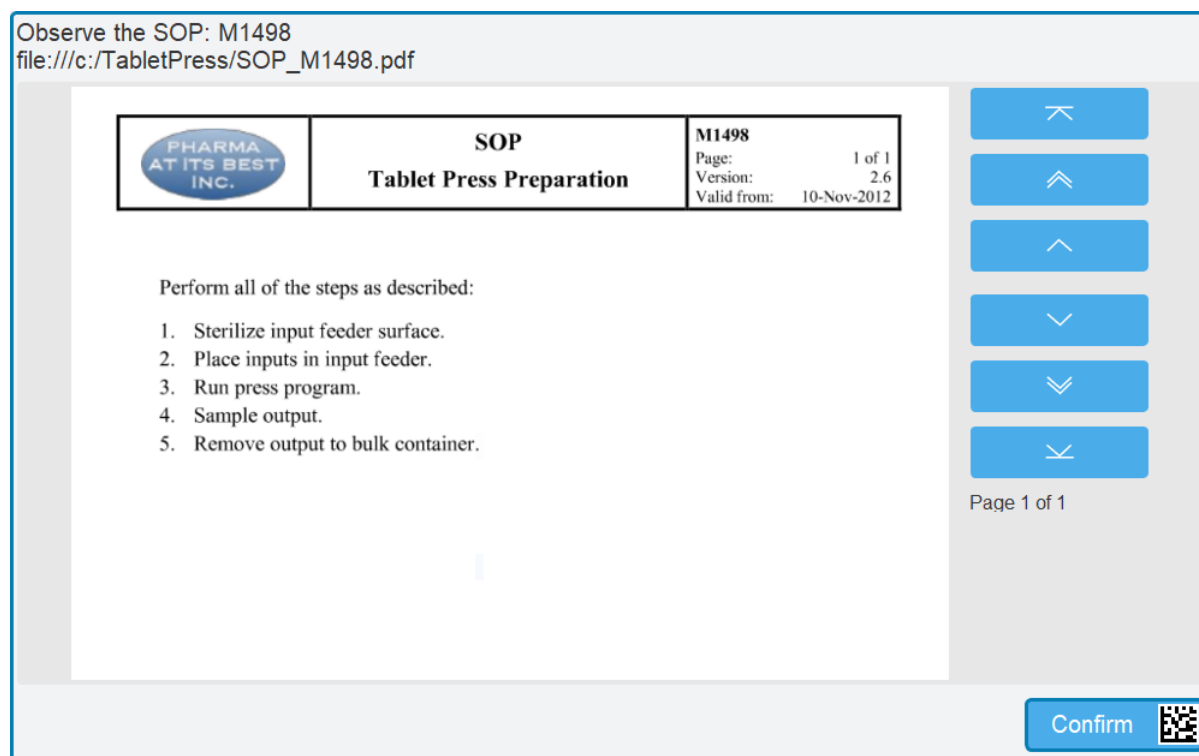 Observe the SOP: M1498
file:///c:/TabletPress/SOP_M1498.pdf
PHARMA
AT ITS BEST
INC.
SOP
Tablet Press Preparation
M1498
Page: 1 of 1
Version: 2.6
Valid from: 10-Nov-2012
Perform all of the steps as described:
1. Sterilize input feeder surface.
2. Place inputs in input feeder.
3. Run press program.
4. Sample output.
5. Remove output to bulk container.
Page 1 of 1
Confirm